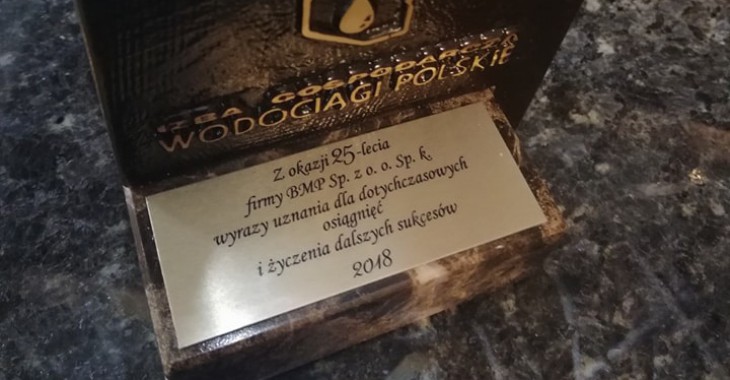 IZBA GOSPODARCZA
WODOCIĄGI POLSKIE
Z okazji 25-lecia
firmy BMP Sp. z o. o. Sp. k.
wyrazy uznania dla dotychczasowych
osiągnięć
i życzenia dalszych sukcesów
2018